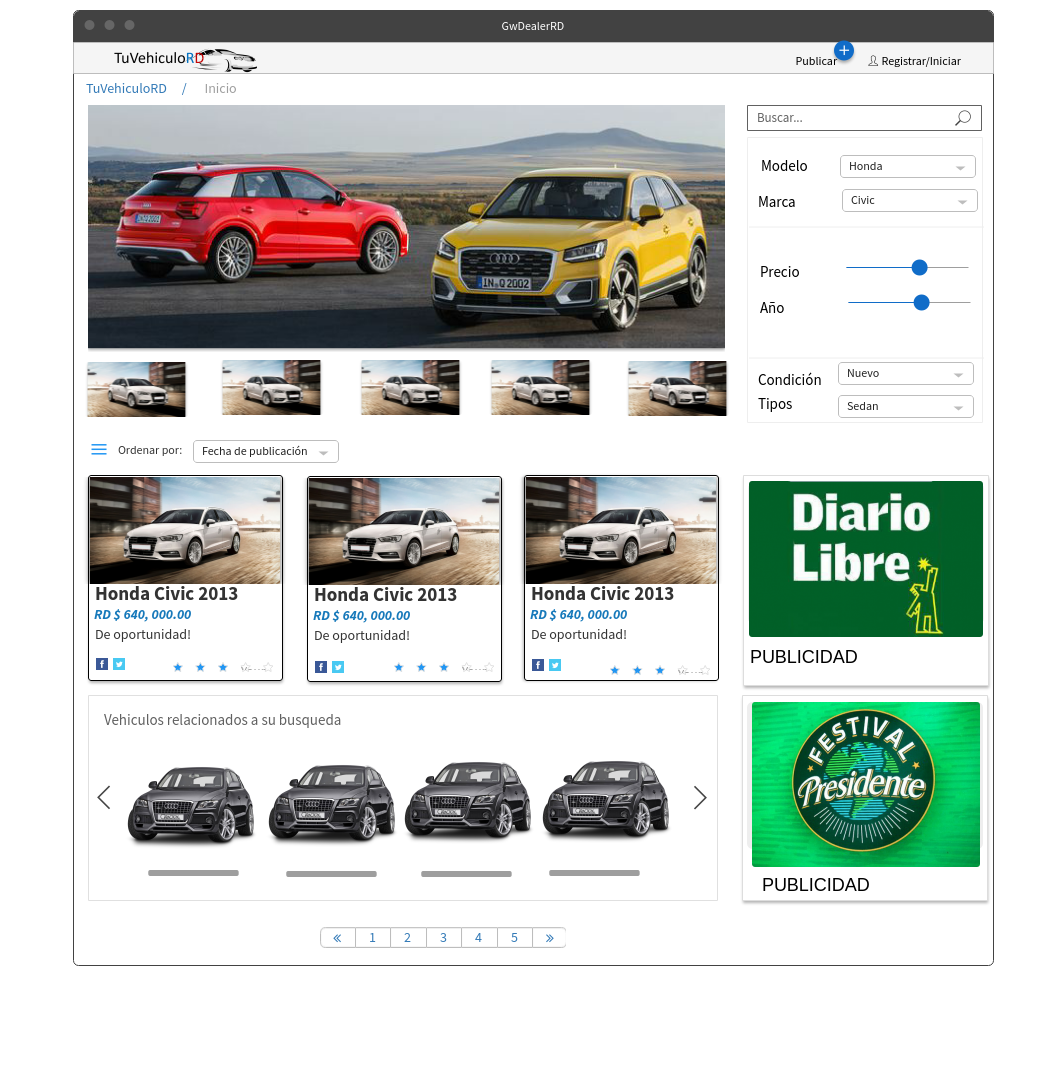 GwDealerRD
TuVehiculoRD
Publicar
Registrar/Iniciar
TuVehiculoRD / Inicio
Buscar...
Modelo
Honda
Marca
Civic
Precio
Año
Condición
Nuevo
Tipos
Sedan
IN Q 2002
Ordenar por:
Fecha de publicación
Honda Civic 2013
RD $ 640, 000.00
De oportunidad!
Honda Civic 2013
RD $ 640, 000.00
De oportunidad!
Honda Civic 2013
RD $ 640, 000.00
De oportunidad!
Diario
Libre
PUBLICIDAD
Vehiculos relacionados a su busqueda
FESTIVAL
Presidente
PUBLICIDAD
« 1 2 3 4 5 »